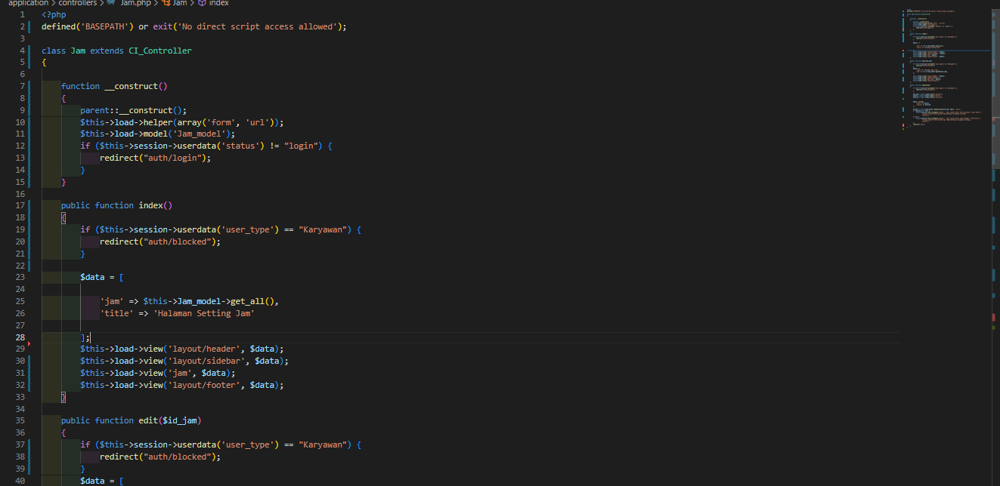 application > controllers > Jam.php > Jam > index
1 <?php
2 defined('BASEPATH') or exit('No direct script access allowed');
3
4 class Jam extends CI_Controller
5 {
6
7 function __construct()
8 {
9 parent::__construct();
10 $this->load->helper(array('form', 'url'));
11 $this->load->model('Jam_model');
12 if ($this->session->userdata('status') != "login") {
13 redirect("auth/login");
14 }
15 }
16
17 public function index()
18 {
19 if ($this->session->userdata('user_type') == "Karyawan") {
20 redirect("auth/blocked");
21 }
22
23 $data = [
24
25 'jam' => $this->Jam_model->get_all(),
26 'title' => 'Halaman Setting Jam'
27
28 ];
29 $this->load->view('layout/header', $data);
30 $this->load->view('layout/sidebar', $data);
31 $this->load->view('jam', $data);
32 $this->load->view('layout/footer', $data);
33 }
34
35 public function edit($id_jam)
36 {
37 if ($this->session->userdata('user_type') == "Karyawan") {
38 redirect("auth/blocked");
39 }
40 $data = [